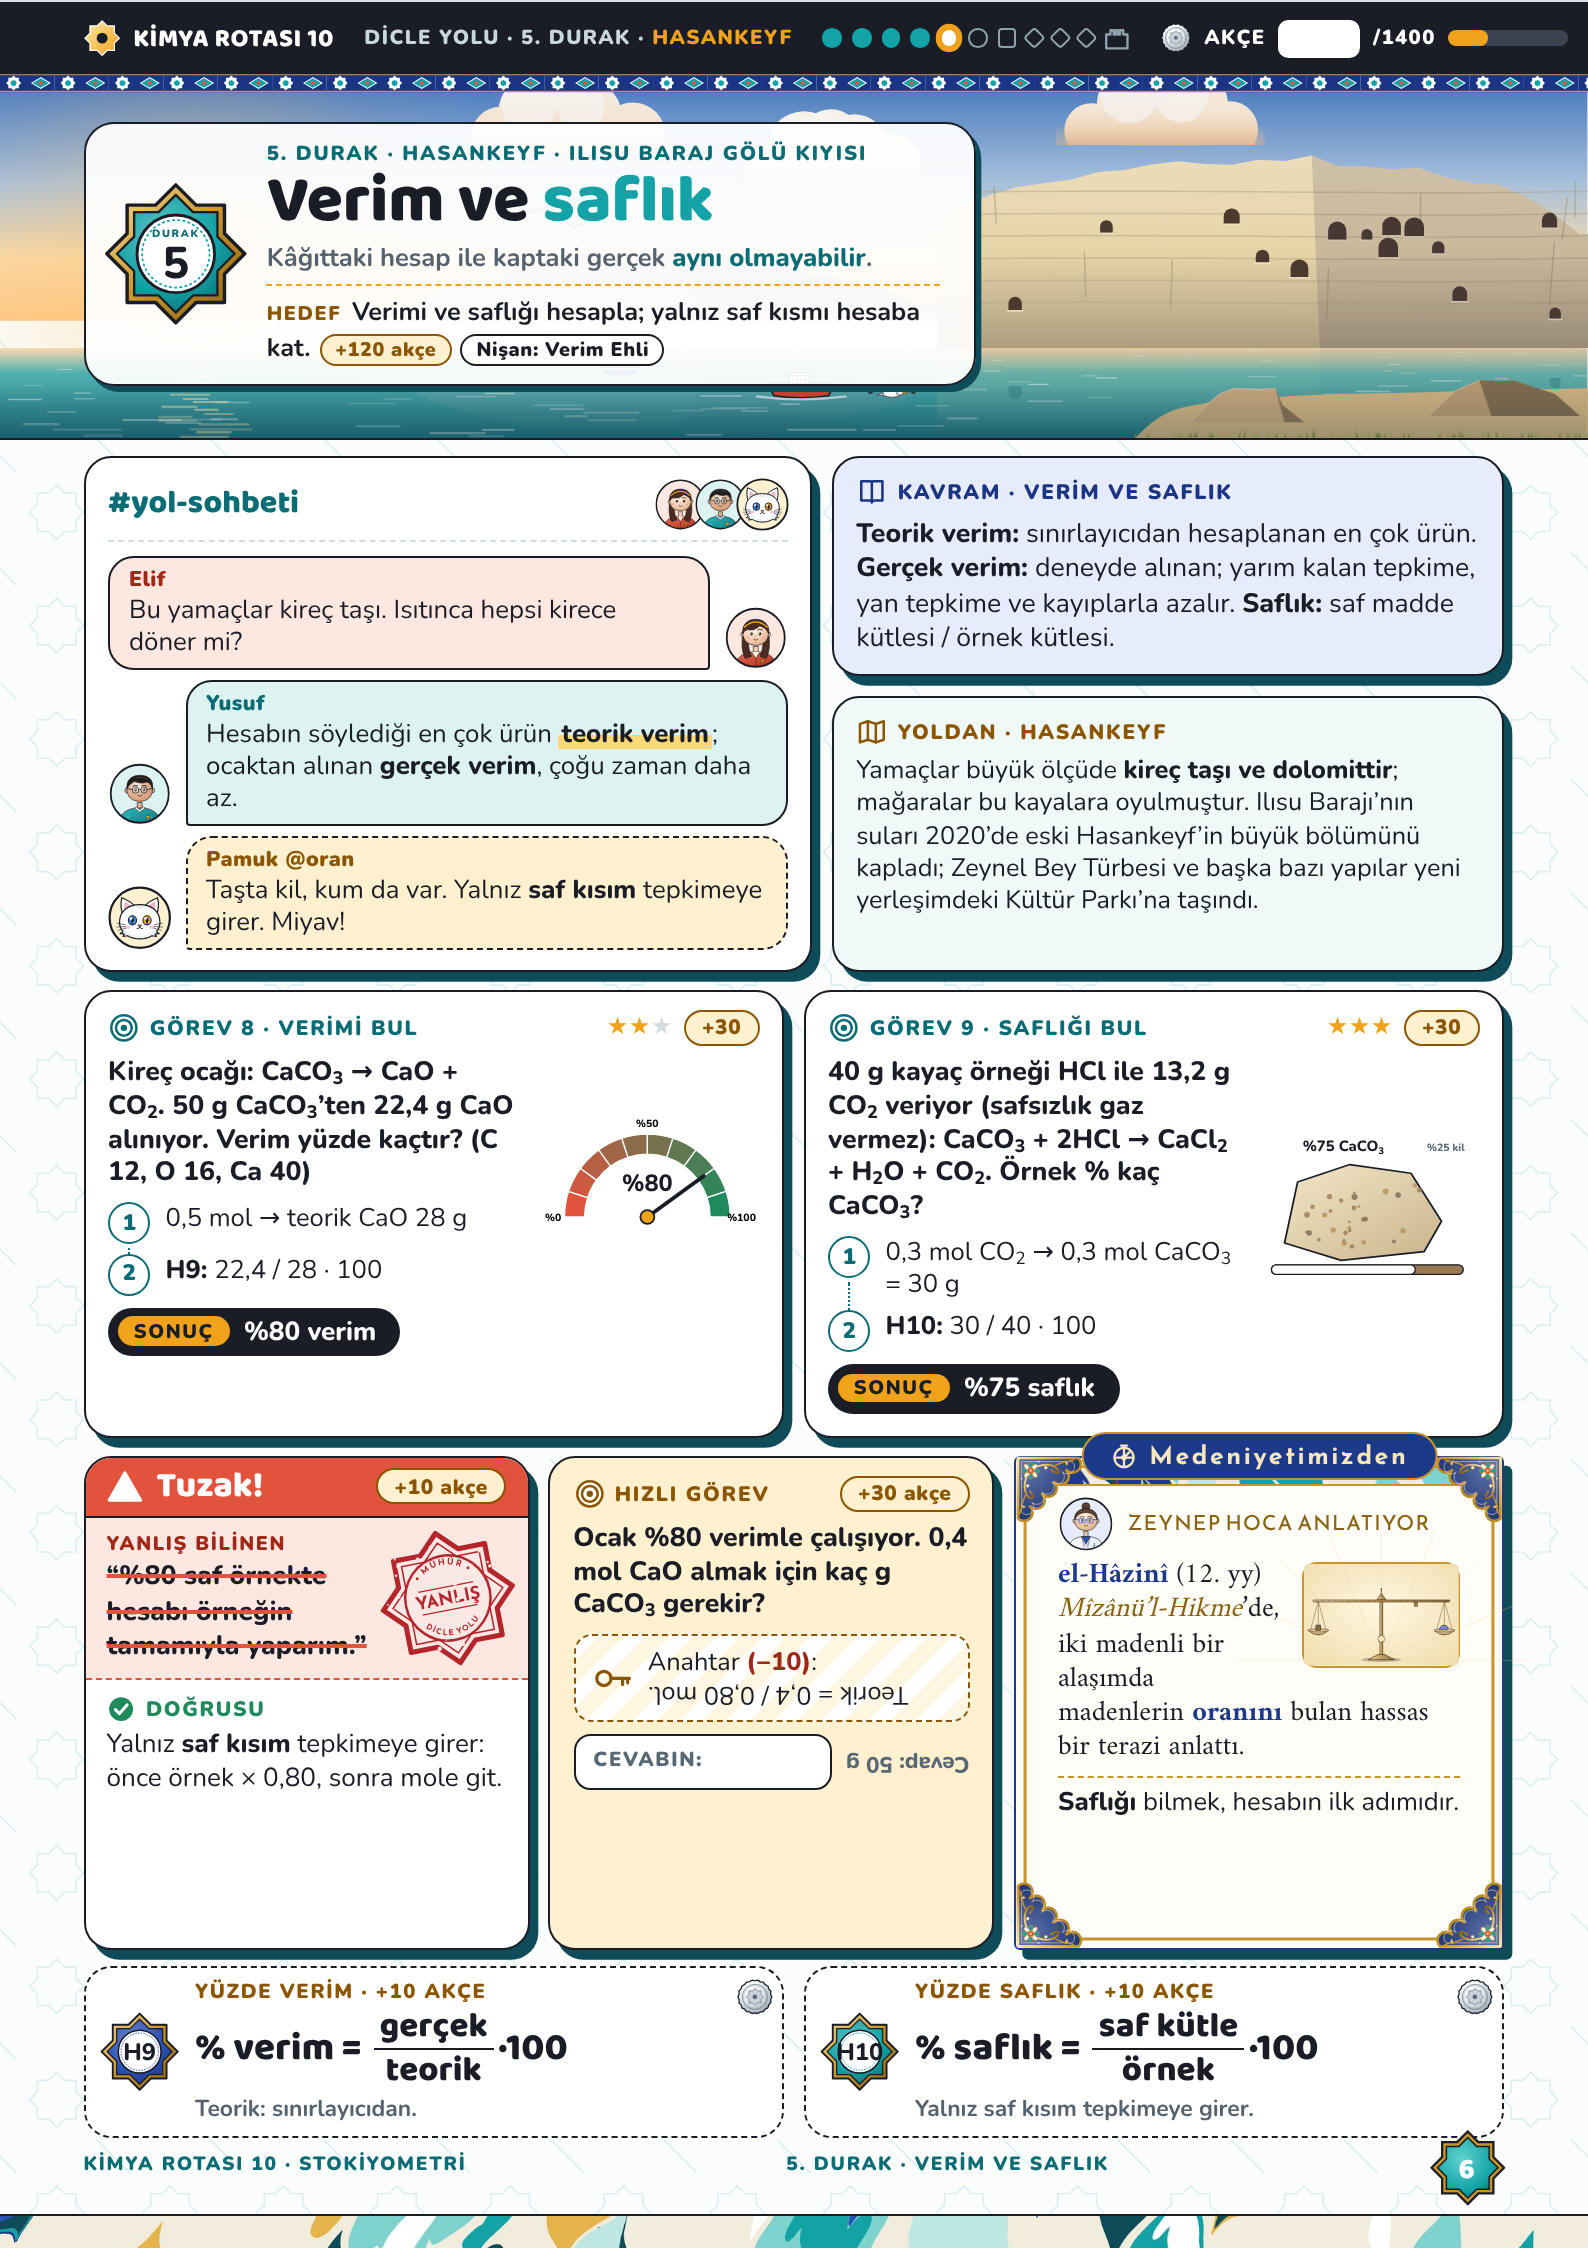 KİMYA ROTASI 10
DİCLE YOLU · 5. DURAK · HASANKEYF
AKÇE /1400
5. DURAK · HASANKEYF · ILISU BARAJ GÖLÜ KIYISI
DURAK
5
Verim ve saflık
Kâğıttaki hesap ile kaptaki gerçek aynı olmayabilir.
HEDEF Verimi ve saflığı hesapla; yalnız saf kısmı hesaba
kat. +120 akçe Nişan: Verim Ehli
#yol-sohbeti
Elif
Bu yamaçlar kireç taşı. Isıtınca hepsi kirece
döner mi?
Yusuf
Hesabın söylediği en çok ürün teorik verim;
ocaktan alınan gerçek verim, çoğu zaman daha
az.
Pamuk @oran
Taşta kil, kum da var. Yalnız saf kısım tepkimeye
girer. Miyav!
KAVRAM · VERİM VE SAFLIK
Teorik verim: sınırlayıcıdan hesaplanan en çok ürün.
Gerçek verim: deneyde alınan; yarım kalan tepkime,
yan tepkime ve kayıplarla azalır. Saflık: saf madde
kütlesi / örnek kütlesi.
YOLDAN · HASANKEYF
Yamaçlar büyük ölçüde kireç taşı ve dolomittir;
mağaralar bu kayalara oyulmuştur. Ilısu Barajı’nın
suları 2020’de eski Hasankeyf’in büyük bölümünü
kapladı; Zeynel Bey Türbesi ve başka bazı yapılar yeni
yerleşimdeki Kültür Parkı’na taşındı.
GÖREV 8 · VERİMİ BUL
+30
Kireç ocağı: CaCO₃ → CaO +
CO₂. 50 g CaCO₃’ten 22,4 g CaO
alınıyor. Verim yüzde kaçtır? (C
12, O 16, Ca 40)
1 0,5 mol → teorik CaO 28 g
2 H9: 22,4 / 28 · 100
SONUÇ %80 verim
%50
%80
%0
%100
GÖREV 9 · SAFLIĞI BUL
+30
40 g kayaç örneği HCl ile 13,2 g
CO₂ veriyor (safsızlık gaz
vermez): CaCO₃ + 2HCl → CaCl₂
+ H₂O + CO₂. Örnek % kaç
CaCO₃?
1 0,3 mol CO₂ → 0,3 mol CaCO₃
= 30 g
2 H10: 30 / 40 · 100
SONUÇ %75 saflık
%75 CaCO₃
%25 kil
Tuzak!
+10 akçe
YANLIŞ BİLİNEN
“%80 saf örnekte
hesabı örneğin
tamamıyla yaparım.”
MÜHÜR
YANLIŞ
DİCLE YOLU
DOĞRUSU
Yalnız saf kısım tepkimeye girer:
önce örnek × 0,80, sonra mole git.
HIZLI GÖREV
+30 akçe
Ocak %80 verimle çalışıyor. 0,4
mol CaO almak için kaç g
CaCO₃ gerekir?
Anahtar (–10):
Teorik = 0,4 / 0,80 mol.
CEVABIN:
Cevap: 50 g
Medeniyetimizden
ZEYNEP HOCA ANLATIYOR
el-Hâzinî (12. yy)
Mîzânü’l-Hikme’de,
iki madenli bir
alaşımda
madenlerin oranını bulan hassas
bir terazi anlattı.
Saflığı bilmek, hesabın ilk adımıdır.
YÜZDE VERİM · +10 AKÇE
H9
% verim = gerçek / teorik ·100
Teorik: sınırlayıcıdan.
YÜZDE SAFLIK · +10 AKÇE
H10
% saflık = saf kütle / örnek ·100
Yalnız saf kısım tepkimeye girer.
KİMYA ROTASI 10 · STOKİYOMETRİ
5. DURAK · VERİM VE SAFLIK
6